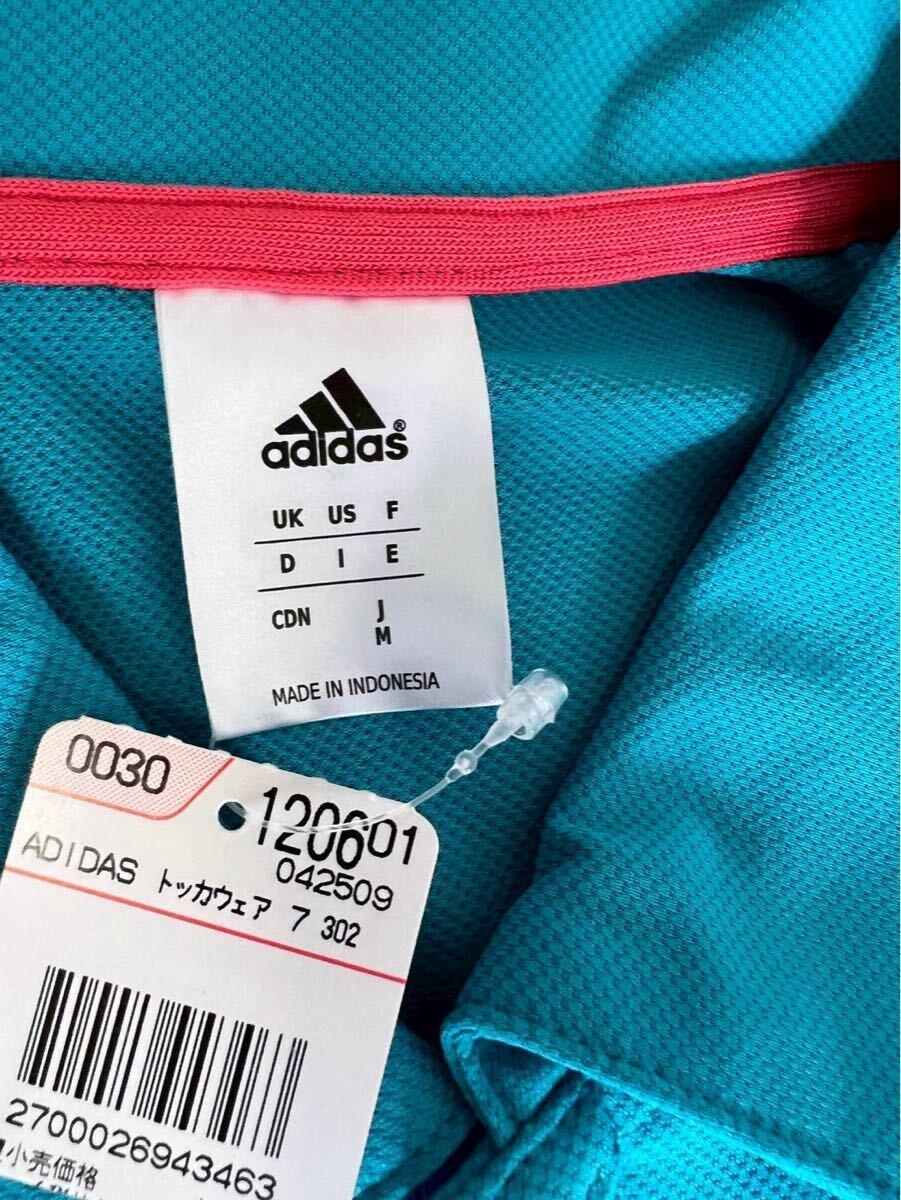 adidas®
UK US F
D I E
CDN J
M
MADE IN INDONESIA
0030
120601
042509
ADIDAS トッカウェア 7 302
2700026943463
小売価格